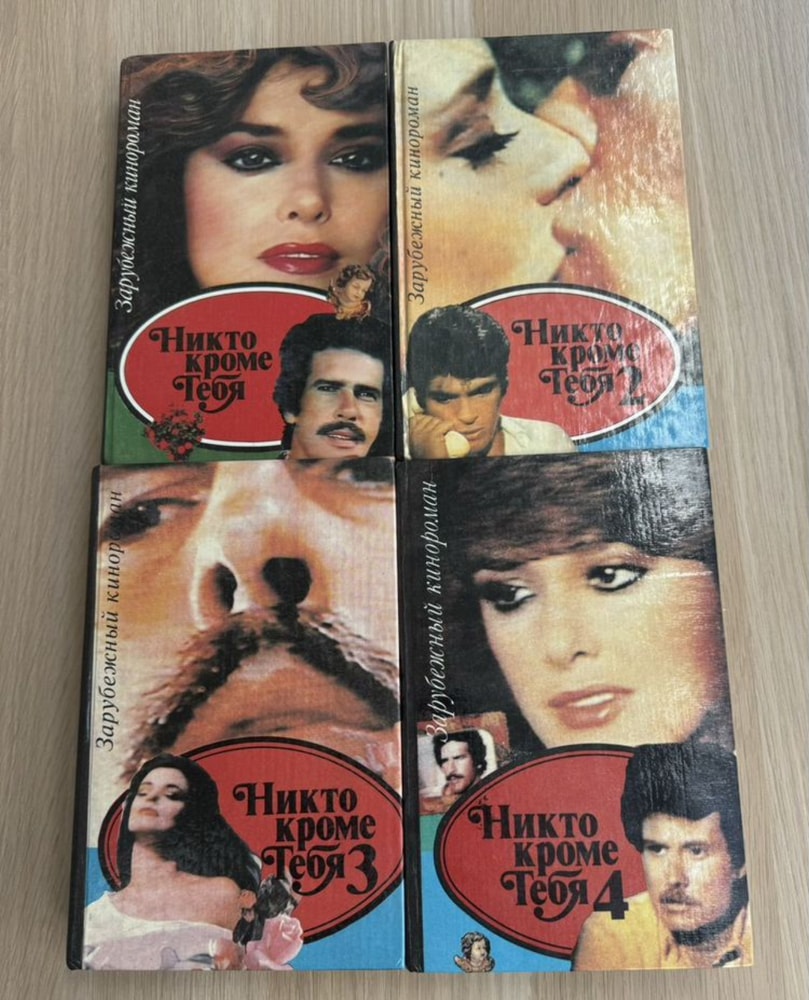 Зарубежный кинороман
Никто
кроме
Тебя
Зарубежный кинороман
Никто
кроме
Тебя 2
Зарубежный кинороман
Никто
кроме
Тебя 3
Зарубежный кинороман
Никто
кроме
Тебя 4